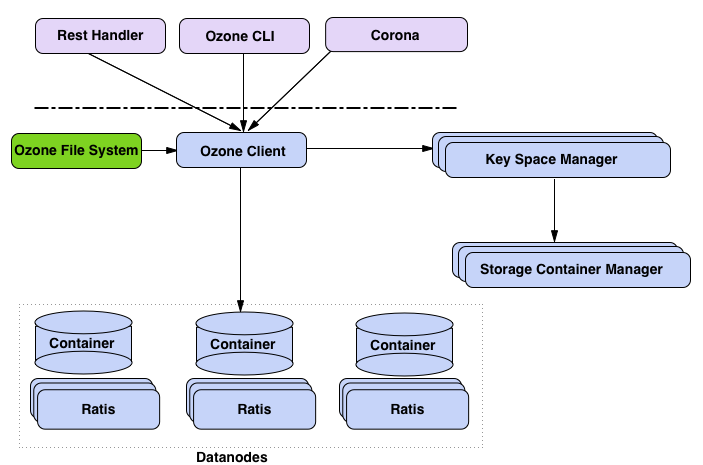 Rest Handler
Ozone CLI
Corona
Ozone File System
Ozone Client
Key Space Manager
Storage Container Manager
Container
Container
Container
Ratis
Ratis
Ratis
Datanodes